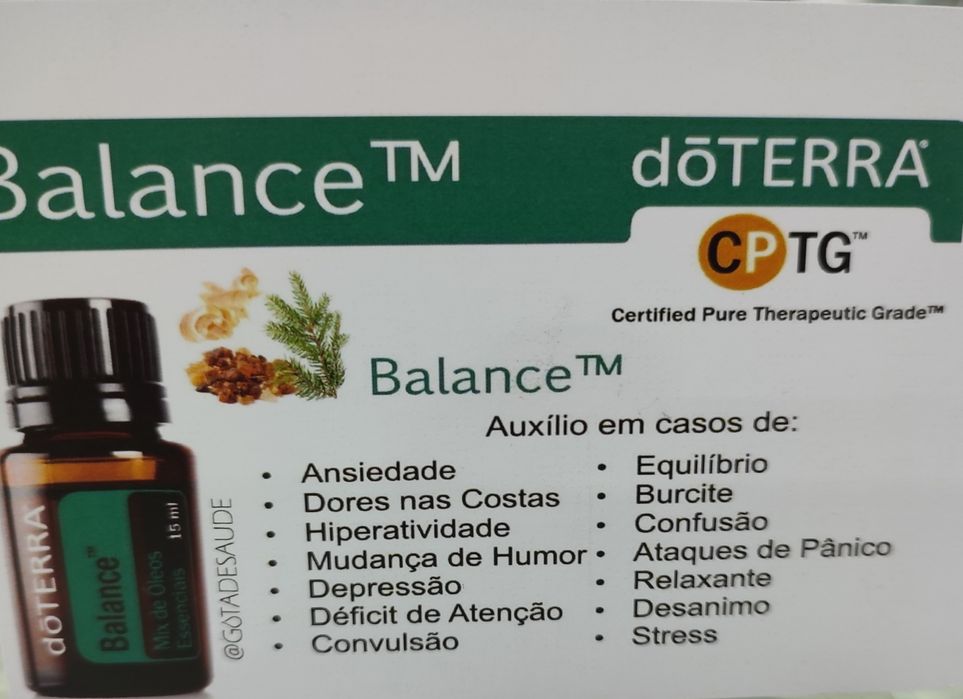 Balance™
dōTERRA®
CPTG™
Certified Pure Therapeutic Grade™
Balance™
Auxílio em casos de:
• Ansiedade
• Dores nas Costas
• Hiperatividade
• Mudança de Humor
• Depressão
• Déficit de Atenção
• Convulsão
• Equilíbrio
• Burcite
• Confusão
• Ataques de Pânico
• Relaxante
• Desanimo
• Stress
@GOTADESAUDE
dōTERRA
Balance™
Mix de Óleos
Essenciais
15 ml